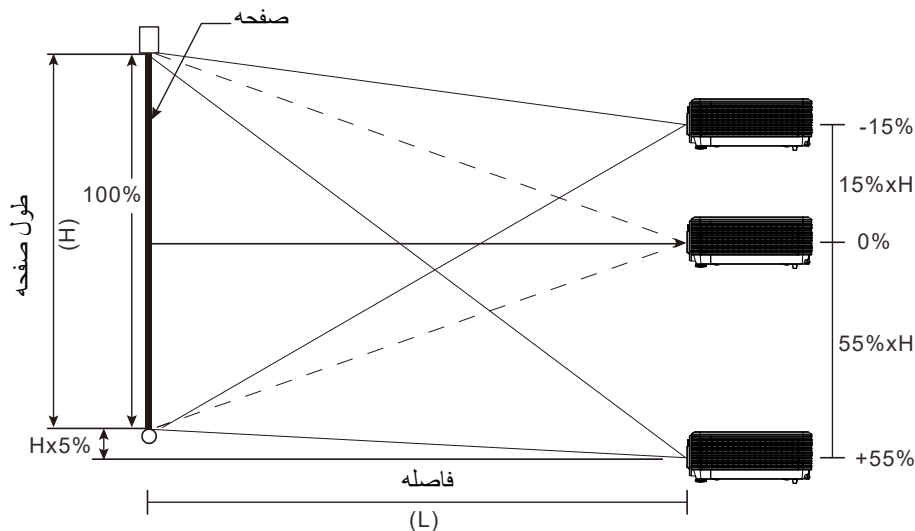 صفحه
-15%
15%xH
100%
طول صفحه
(H)
0%
55%xH
Hx5%
+55%
فاصله
(L)